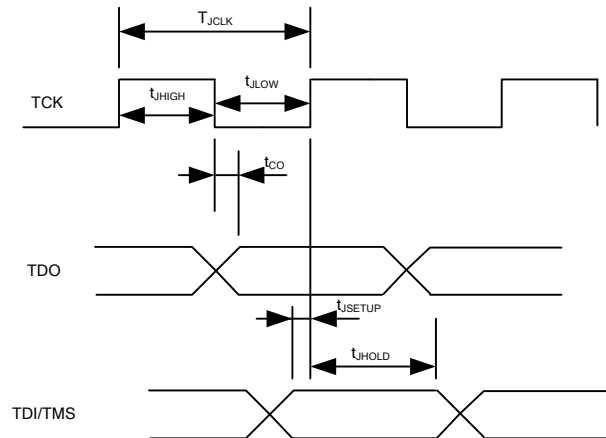 TJCLK
TCK
tJHIGH
tJLOW
tCO
TDO
tJSETUP
tJHOLD
TDI/TMS